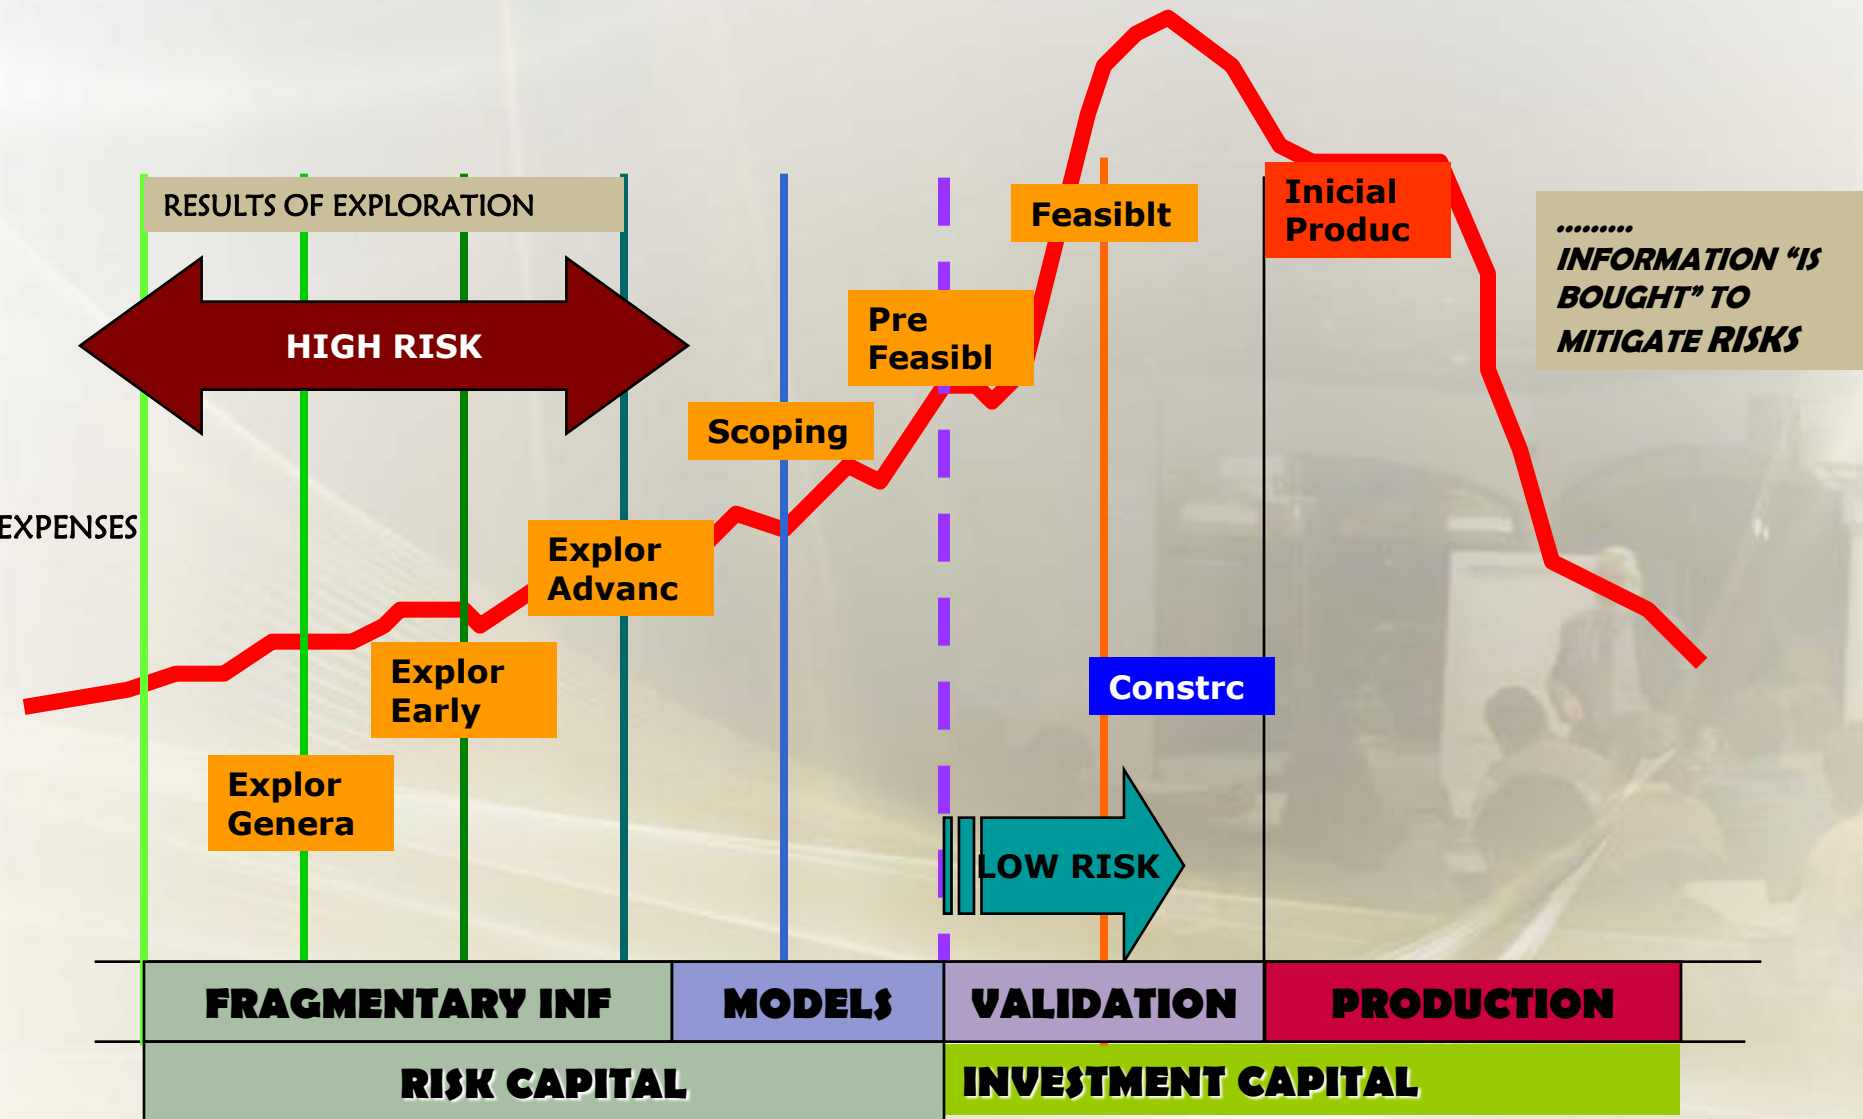 RESULTS OF EXPLORATION
HIGH RISK
EXPENSES
Explor
Genera
Explor
Early
Explor
Advanc
Scoping
Pre
Feasibl
Feasiblt
Constrc
Inicial
Produc
.........
INFORMATION “IS
BOUGHT” TO
MITIGATE RISKS
LOW RISK
FRAGMENTARY INF
MODELS
VALIDATION
PRODUCTION
RISK CAPITAL
INVESTMENT CAPITAL